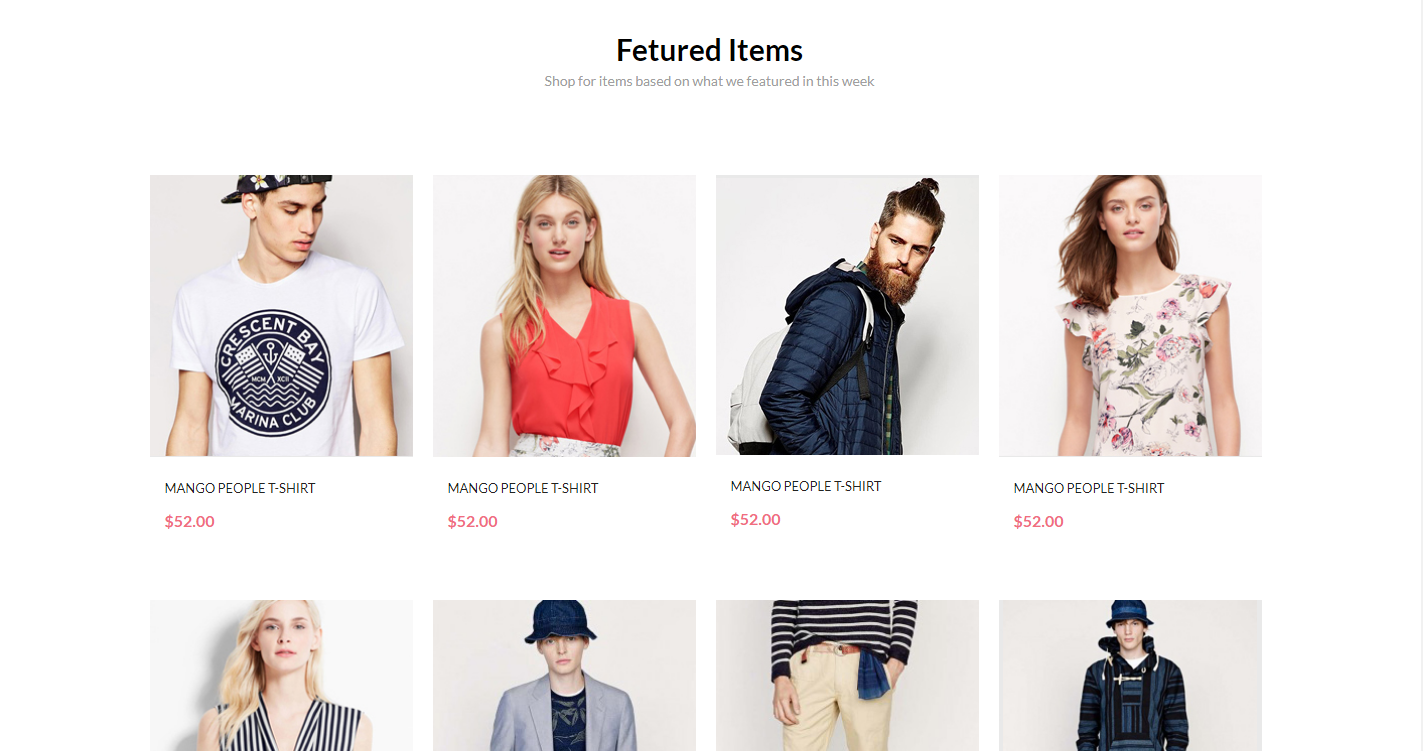 Fetured Items
Shop for items based on what we featured in this week
CRESCENT BAY
MCM XCII
MARINA CLUB
MANGO PEOPLE T-SHIRT
$52.00
MANGO PEOPLE T-SHIRT
$52.00
MANGO PEOPLE T-SHIRT
$52.00
MANGO PEOPLE T-SHIRT
$52.00